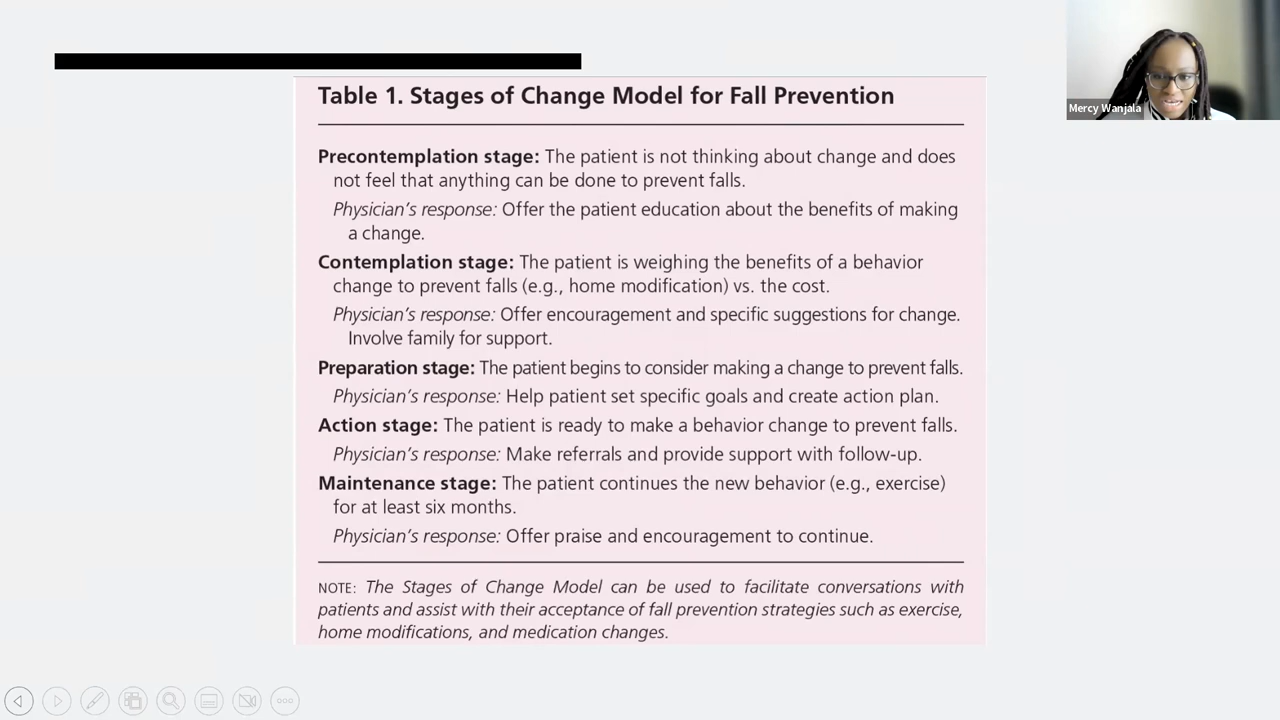 Table 1. Stages of Change Model for Fall Prevention
Mercy Wanjala
Precontemplation stage: The patient is not thinking about change and does
not feel that anything can be done to prevent falls.
Physician's response: Offer the patient education about the benefits of making
a change.
Contemplation stage: The patient is weighing the benefits of a behavior
change to prevent falls (e.g., home modification) vs. the cost.
Physician's response: Offer encouragement and specific suggestions for change.
Involve family for support.
Preparation stage: The patient begins to consider making a change to prevent falls.
Physician's response: Help patient set specific goals and create action plan.
Action stage: The patient is ready to make a behavior change to prevent falls.
Physician's response: Make referrals and provide support with follow-up.
Maintenance stage: The patient continues the new behavior (e.g., exercise)
for at least six months.
Physician's response: Offer praise and encouragement to continue.
NOTE: The Stages of Change Model can be used to facilitate conversations with
patients and assist with their acceptance of fall prevention strategies such as exercise,
home modifications, and medication changes.